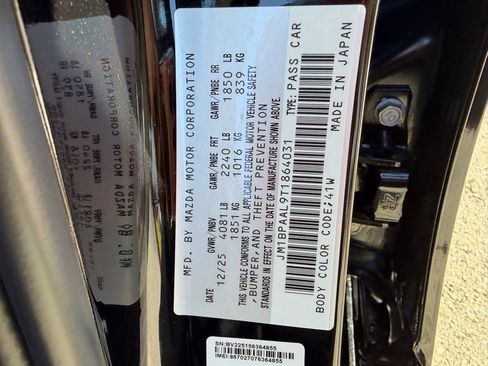 MFD. BY MAZDA MOTOR CORPORATION
DATE GVWR/PNBV GAWR/PNBE FRT GAWR/PNBE RR
12/25 4081 LB 2240 LB 1850 LB
1851 KG 1016 KG 839 KG
THIS VEHICLE CONFORMS TO ALL APPLICABLE FEDERAL MOTOR VEHICLE SAFETY
,BUMPER,AND THEFT PREVENTION
STANDARDS IN EFFECT ON THE DATE OF MANUFACTURE SHOWN ABOVE.
JM1BPAAL9T1864031 TYPE:PASS CAR
BODY COLOR CODE:41W MADE IN JAPAN
SN:BV225156364855
IMEI:867027076364855